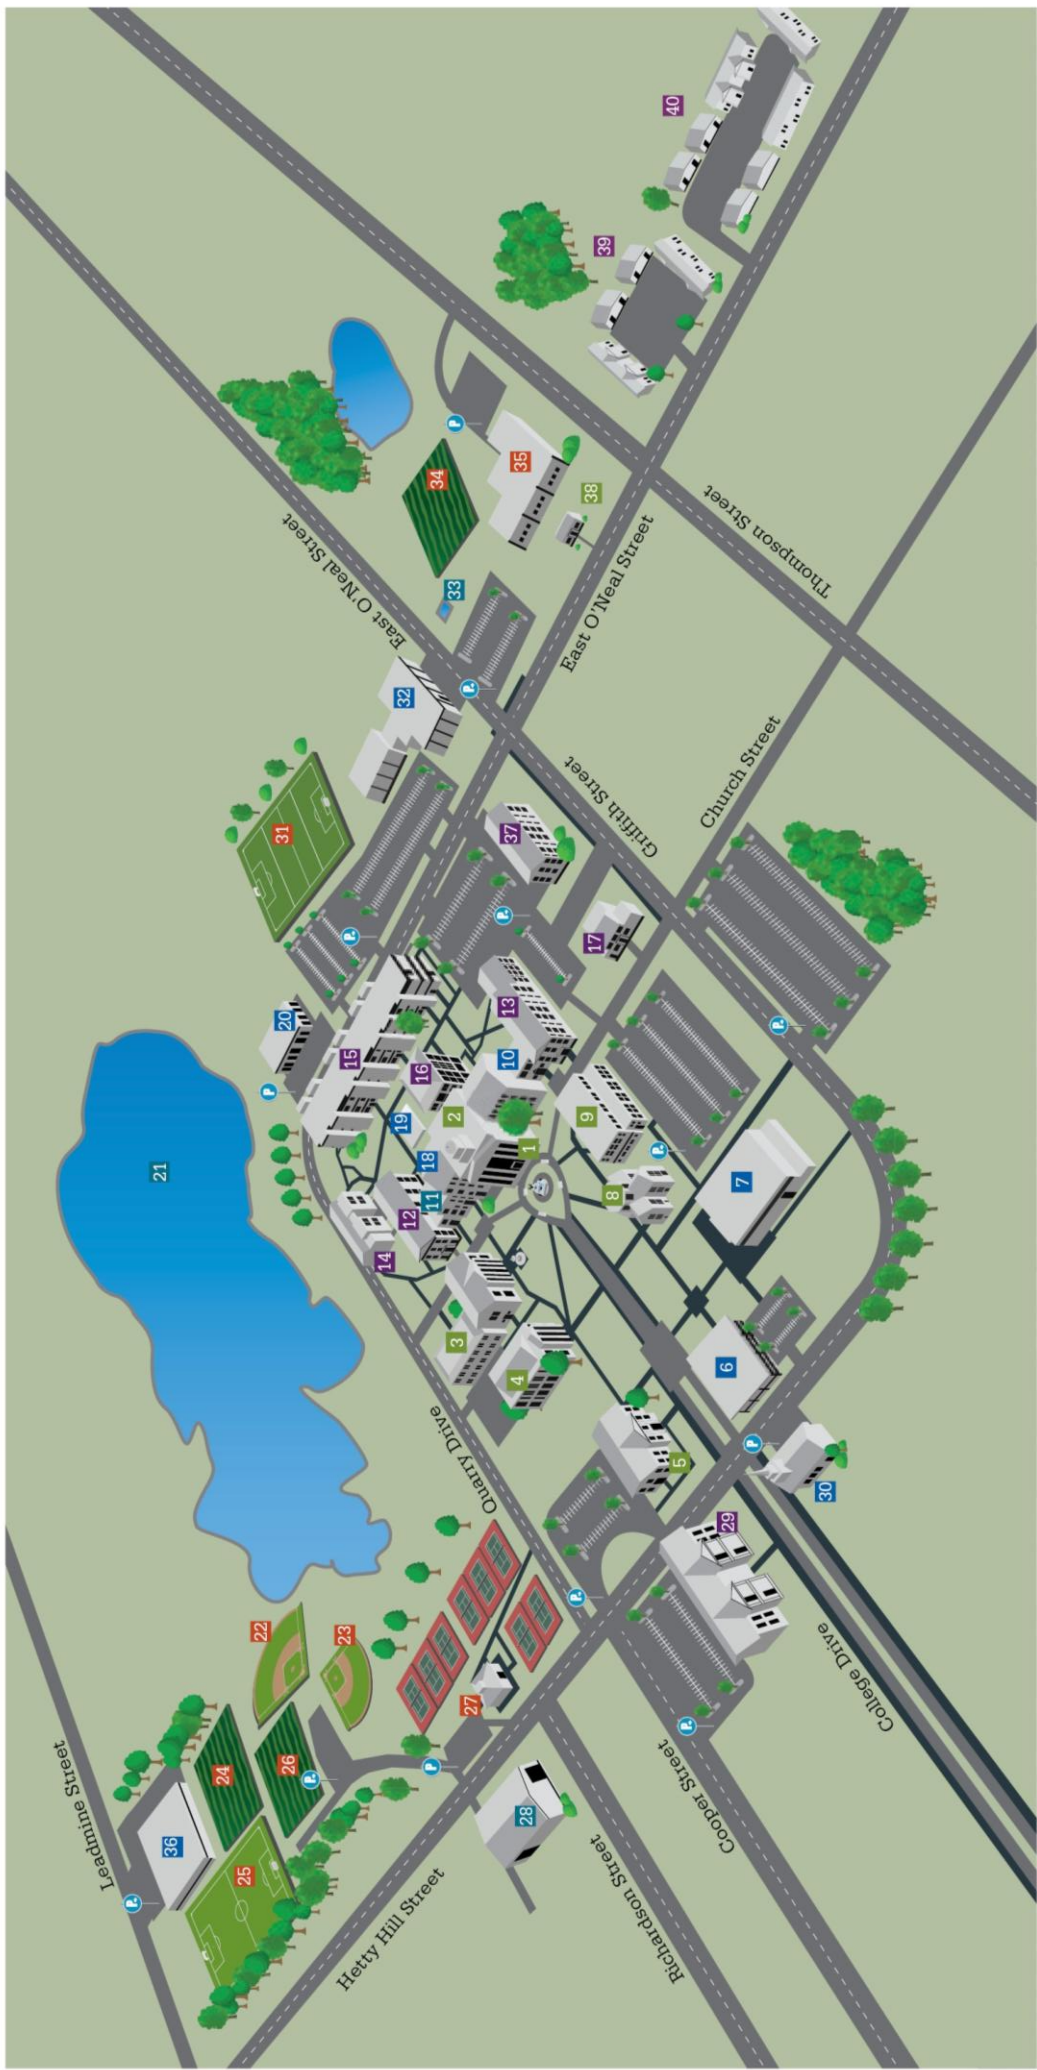 Leadmine Street
Hetty Hill Street
Richardson Street
Cooper Street
College Drive
Quarry Drive
East O'Neal Street
East O'Neal Street
Griffith Street
Church Street
Thompson Street
1
2
3
4
5
6
7
8
9
10
11
12
13
14
15
16
17
18
19
20
21
22
23
24
25
26
27
28
29
30
31
32
33
34
35
36
37
38
39
40
P.
P.
P
P.
P.
P
P.
P
P.
P.
P.
P.
P